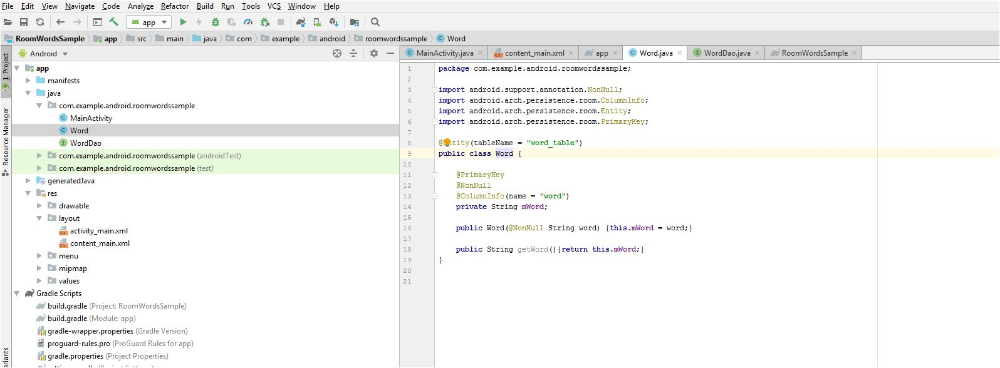 File Edit View Navigate Code Analyze Refactor Build Run Tools VCS Window Help
app
RoomWordsSample app src main java com example android roomwordssample Word
Android
MainActivity.java content_main.xml app Word.java WordDao.java RoomWordsSample
1: Project
Resource Manager
app
manifests
java
com.example.android.roomwordssample
MainActivity
Word
WordDao
com.example.android.roomwordssample (androidTest)
com.example.android.roomwordssample (test)
generatedJava
res
drawable
layout
activity_main.xml
content_main.xml
menu
mipmap
values
Gradle Scripts
build.gradle (Project: RoomWordsSample)
build.gradle (Module: app)
gradle-wrapper.properties (Gradle Version)
proguard-rules.pro (ProGuard Rules for app)
gradle.properties (Project Properties)
1 package com.example.android.roomwordssample;
2
3 import android.support.annotation.NonNull;
4 import android.arch.persistence.room.ColumnInfo;
5 import android.arch.persistence.room.Entity;
6 import android.arch.persistence.room.PrimaryKey;
7
8 @Entity(tableName = "word_table")
9 public class Word {
10
11 @PrimaryKey
12 @NonNull
13 @ColumnInfo(name = "word")
14 private String mWord;
15
16 public Word(@NonNull String word) {this.mWord = word;}
17
18 public String getWord(){return this.mWord;}
19 }
20
21